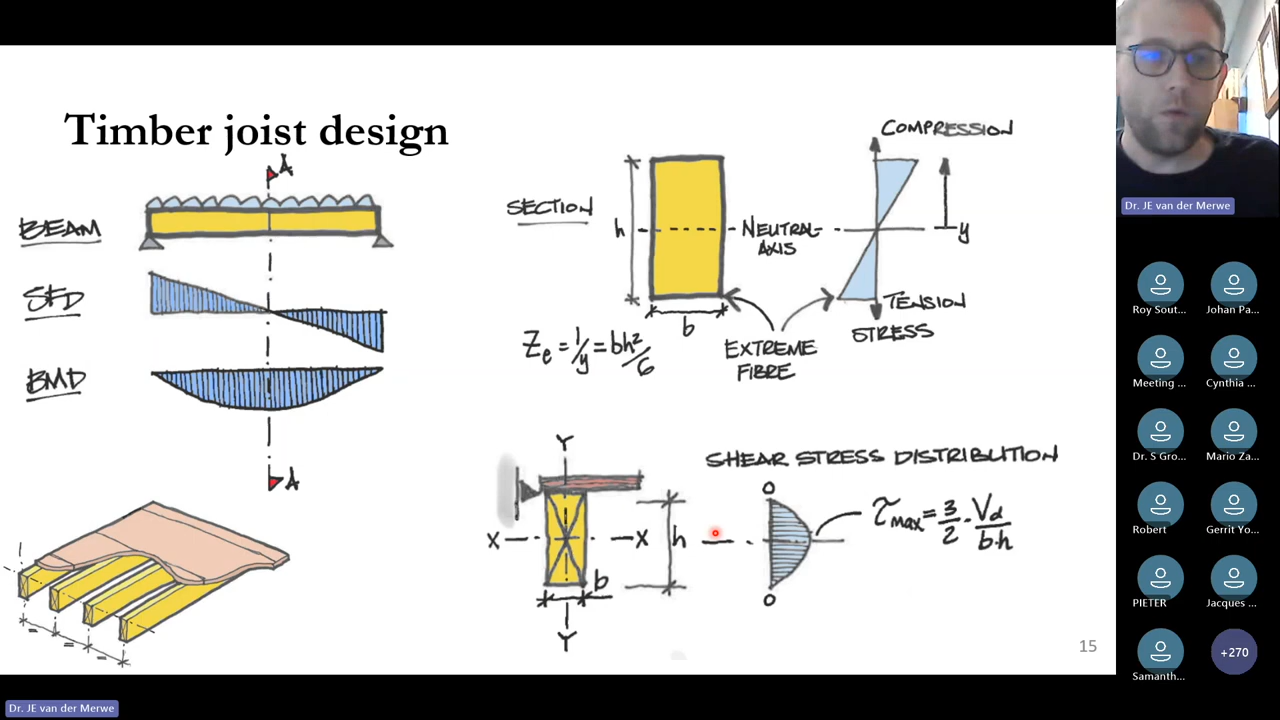 Timber joist design
A
BEAM
SFD
BMD
A
SECTION
h
b
NEUTRAL
AXIS
Ze = 1/y = bh²/6
EXTREME
FIBRE
COMPRESSION
y
TENSION
STRESS
Y
X
X
h
b
Y
SHEAR STRESS DISTRIBUTION
O
τmax = 3/2 · Vd/b·h
O
15
Dr. JE van der Merwe
Roy Sout...
Johan Pa...
Meeting ...
Cynthia ...
Dr. S Gro...
Mario Za...
Robert
Gerrit Yo...
PIETER
Jacques ...
Samanth...
+270
Dr. JE van der Merwe